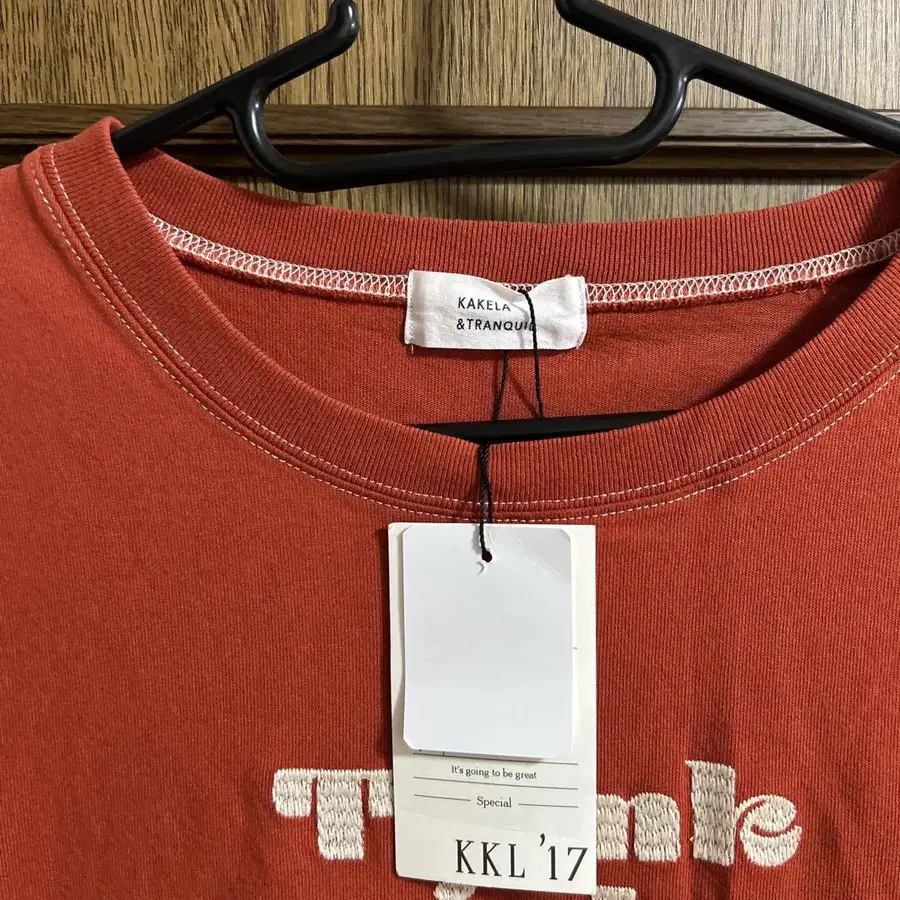 KAKELA
&TRANQUIL
It's going to be great
Special
KKL '17